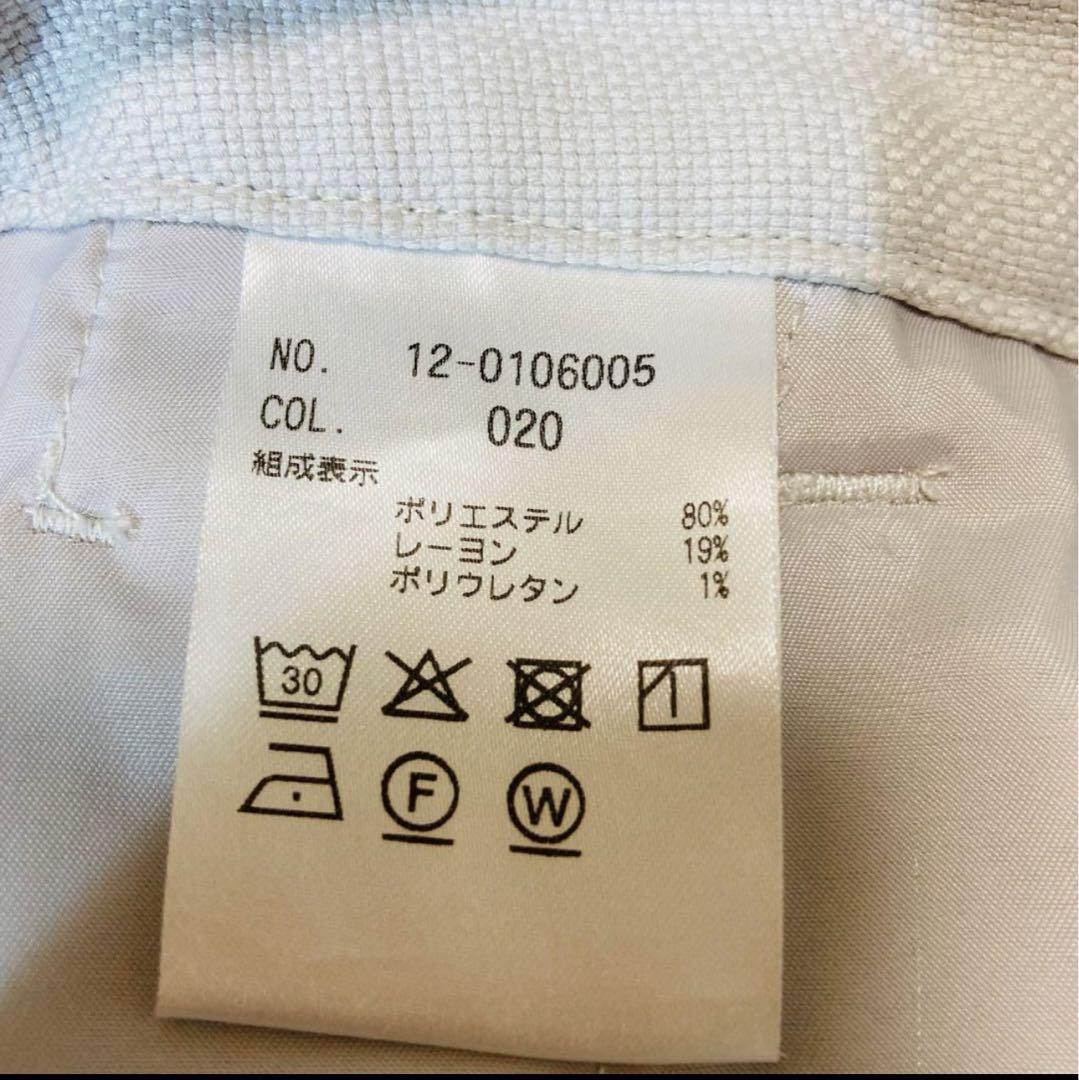 NO. 12-0106005
COL. 020
組成表示
ポリエステル 80%
レーヨン 19%
ポリウレタン 1%
30
F W